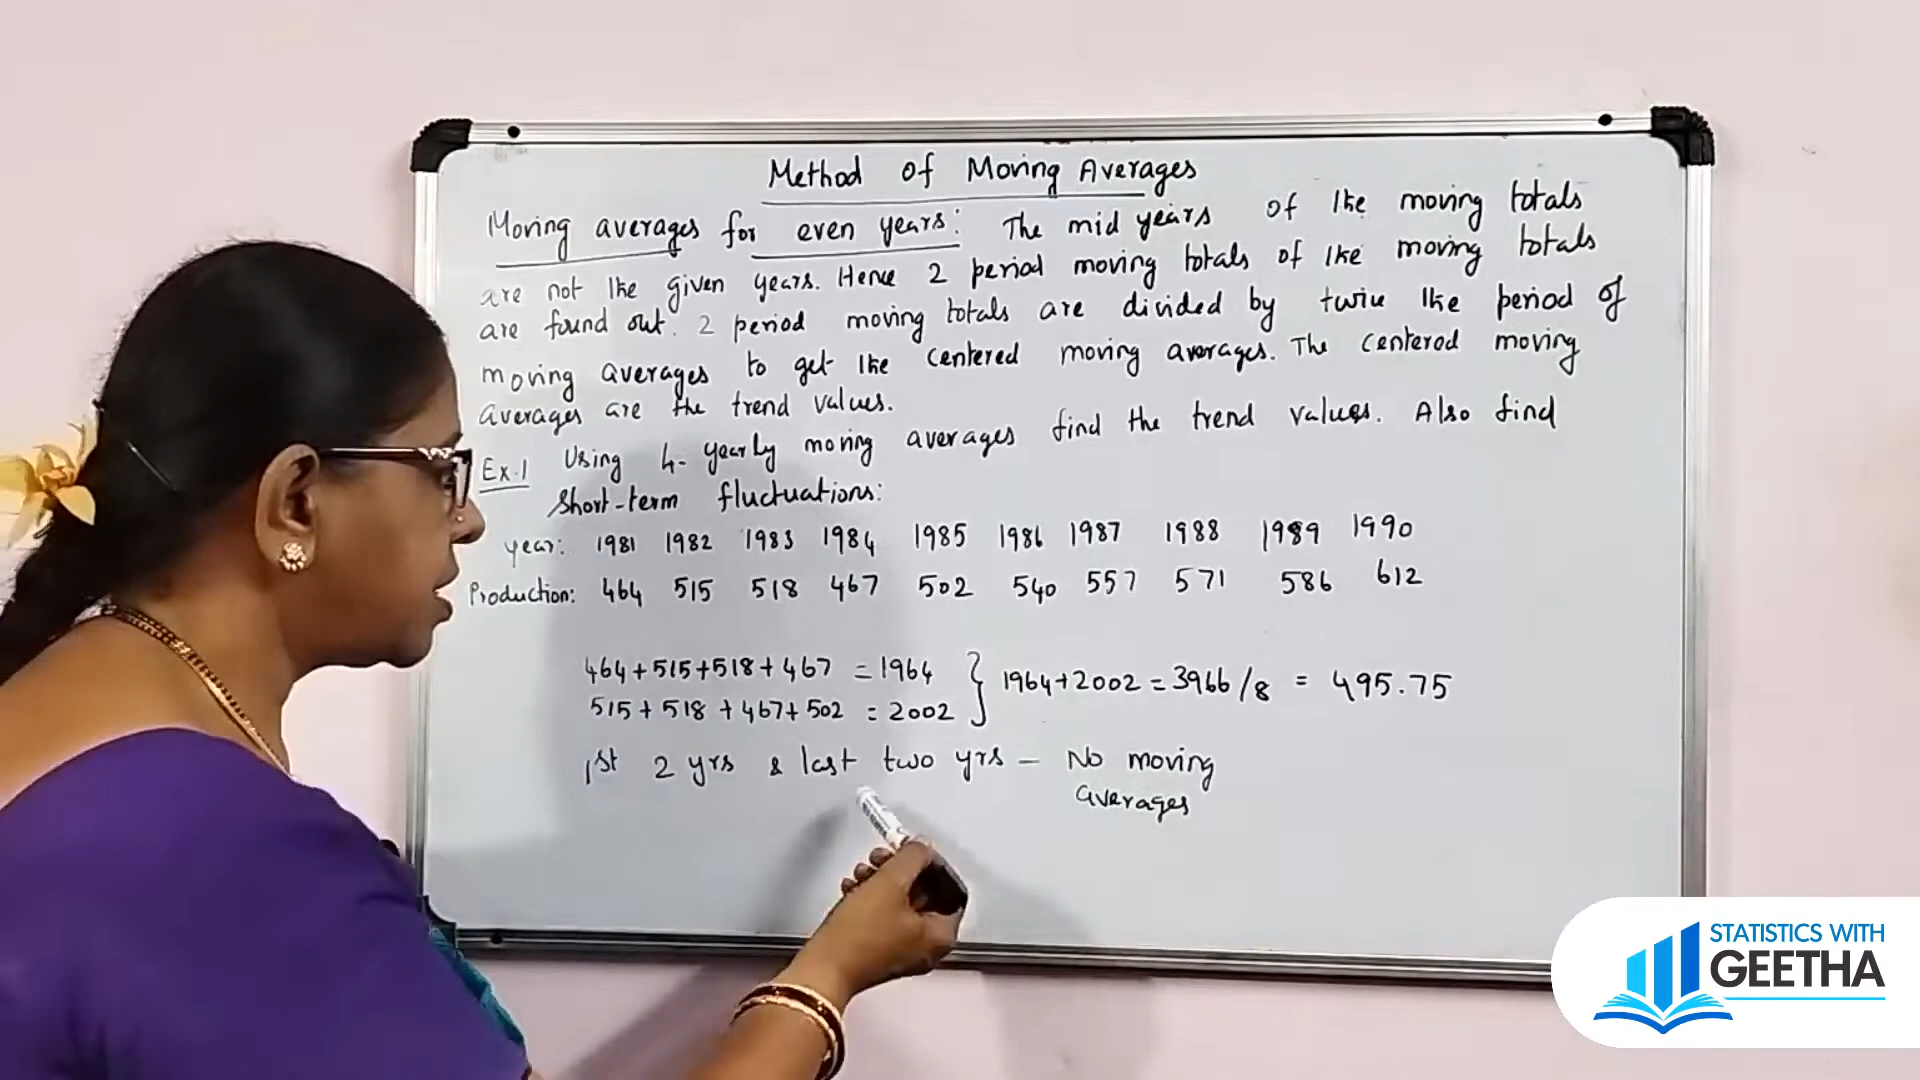 Method of Moving Averages
Moving averages for even years: The mid years of the moving totals
are not the given years. Hence 2 period moving totals of the moving totals
are found out. 2 period moving totals are divided by twice the period of
moving averages to get the centered moving averages. The centered moving
averages are the trend values.
Ex.1 Using 4-yearly moving averages find the trend values. Also find
short-term fluctuations:
year: 1981 1982 1983 1984 1985 1986 1987 1988 1989 1990
Production: 464 515 518 467 502 540 557 571 586 612
464+515+518+467 = 1964
515+518+467+502 = 2002 } 1964+2002 = 3966/8 = 495.75
1st 2 yrs & last two yrs - No moving
averages
STATISTICS WITH
GEETHA